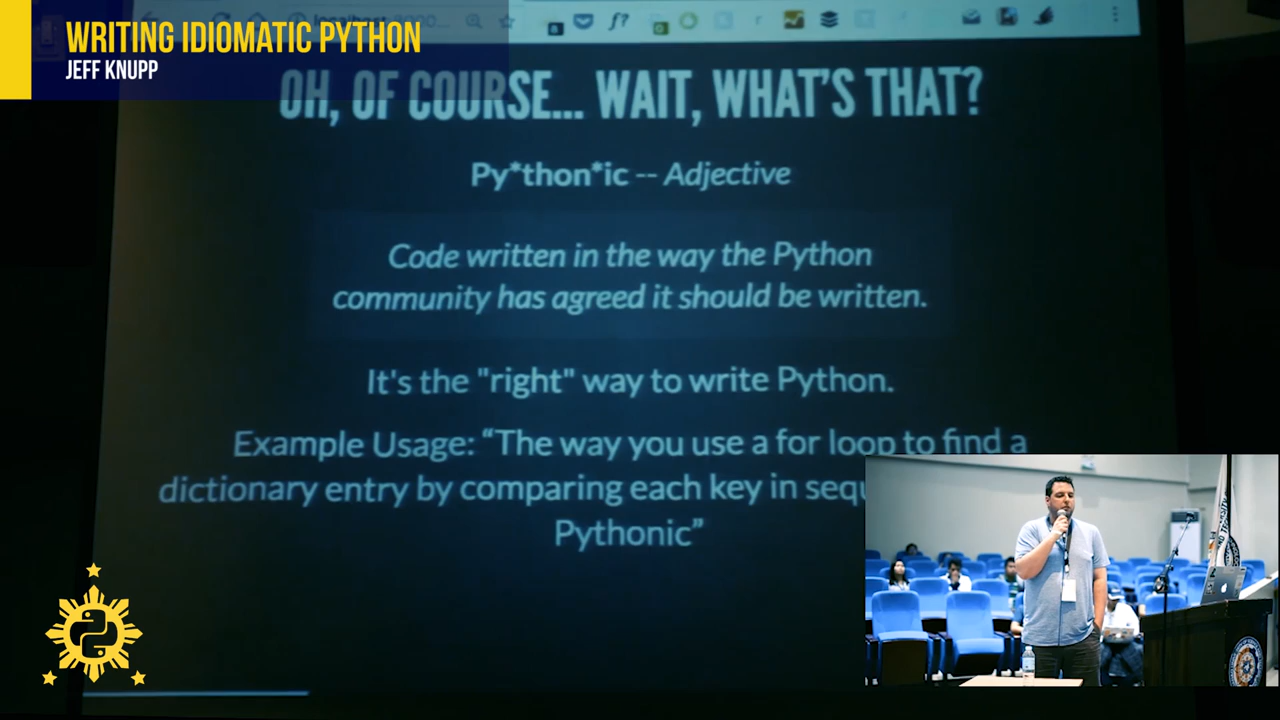 WRITING IDIOMATIC PYTHON
JEFF KNUPP
OH, OF COURSE... WAIT, WHAT'S THAT?
Py*thon*ic -- Adjective
Code written in the way the Python
community has agreed it should be written.
It's the "right" way to write Python.
Example Usage: “The way you use a for loop to find a
dictionary entry by comparing each key in
Pythonic”